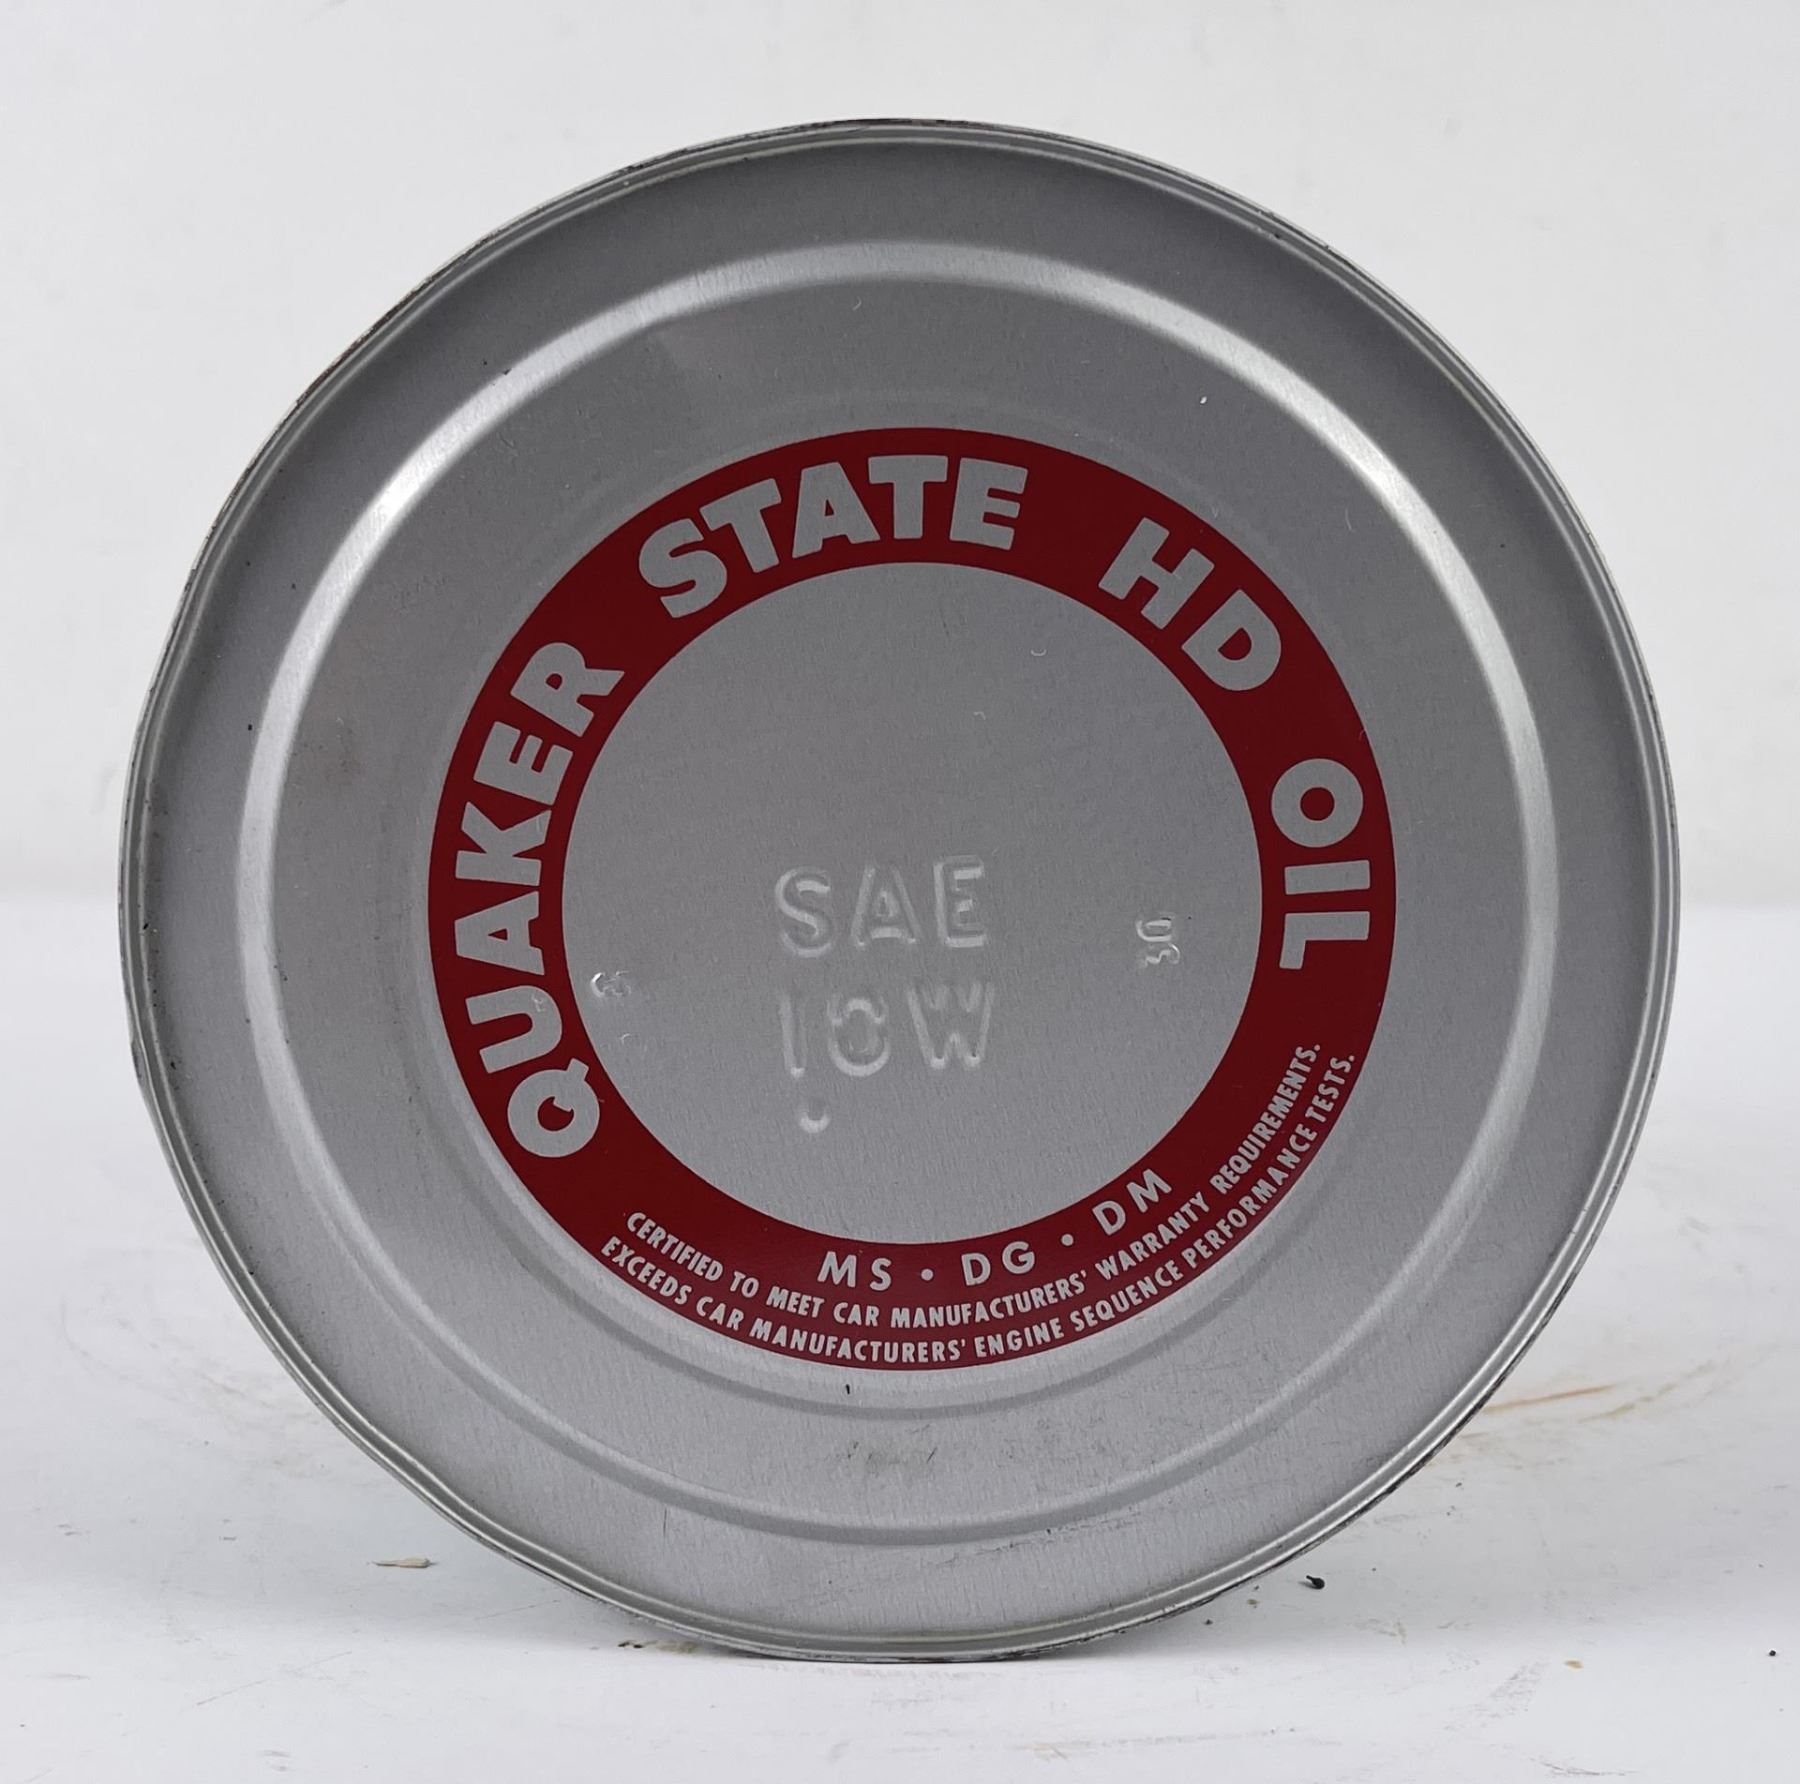 QUAKER STATE HD OIL
SAE
10W
30
MS • DG • DM
CERTIFIED TO MEET CAR MANUFACTURERS' WARRANTY REQUIREMENTS.
EXCEEDS CAR MANUFACTURERS' ENGINE SEQUENCE PERFORMANCE TESTS.